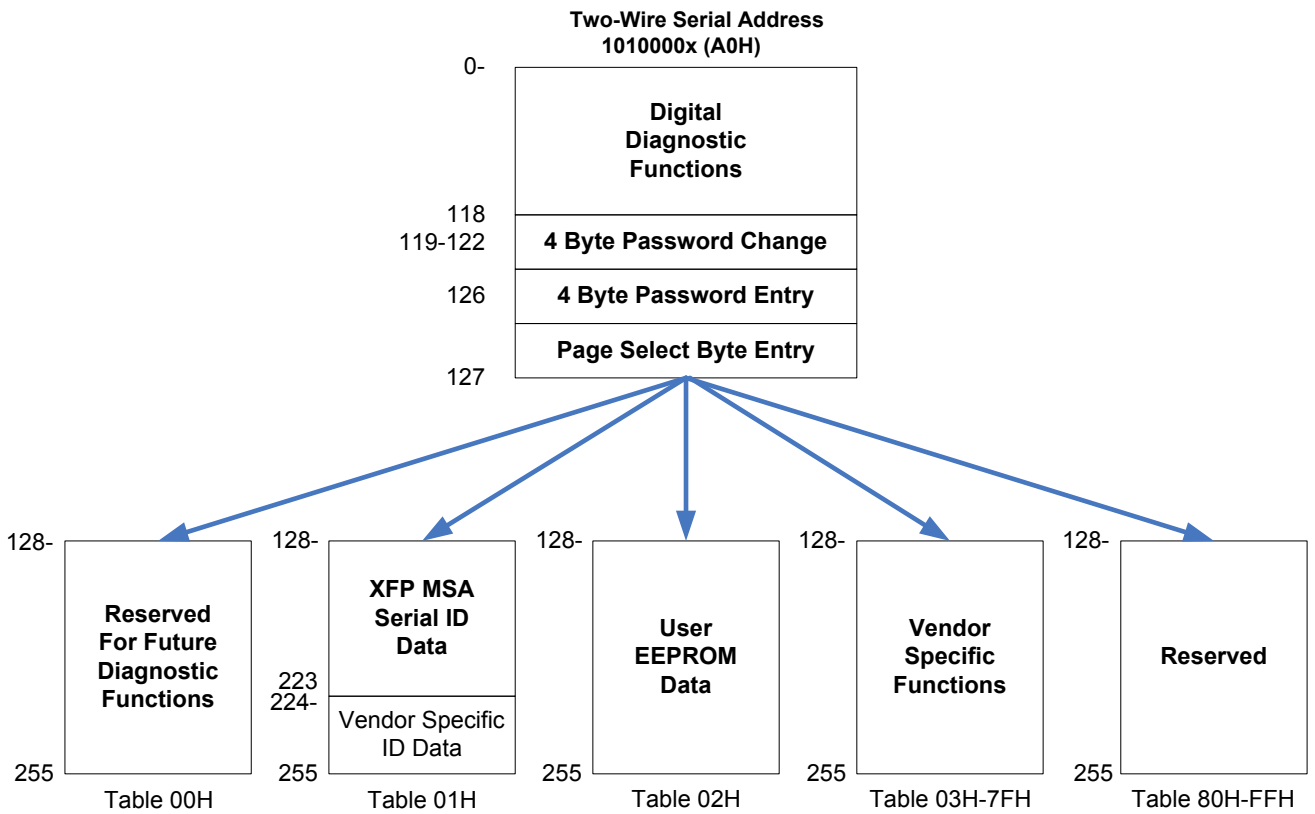 Two-Wire Serial Address
1010000x (A0H)
0-
Digital
Diagnostic
Functions
118
119-122
4 Byte Password Change
126
4 Byte Password Entry
Page Select Byte Entry
127
128-
Reserved
For Future
Diagnostic
Functions
255
Table 00H
128-
XFP MSA
Serial ID
Data
223
224-
Vendor Specific
ID Data
255
Table 01H
128-
User
EEPROM
Data
255
Table 02H
128-
Vendor
Specific
Functions
255
Table 03H-7FH
128-
Reserved
255
Table 80H-FFH